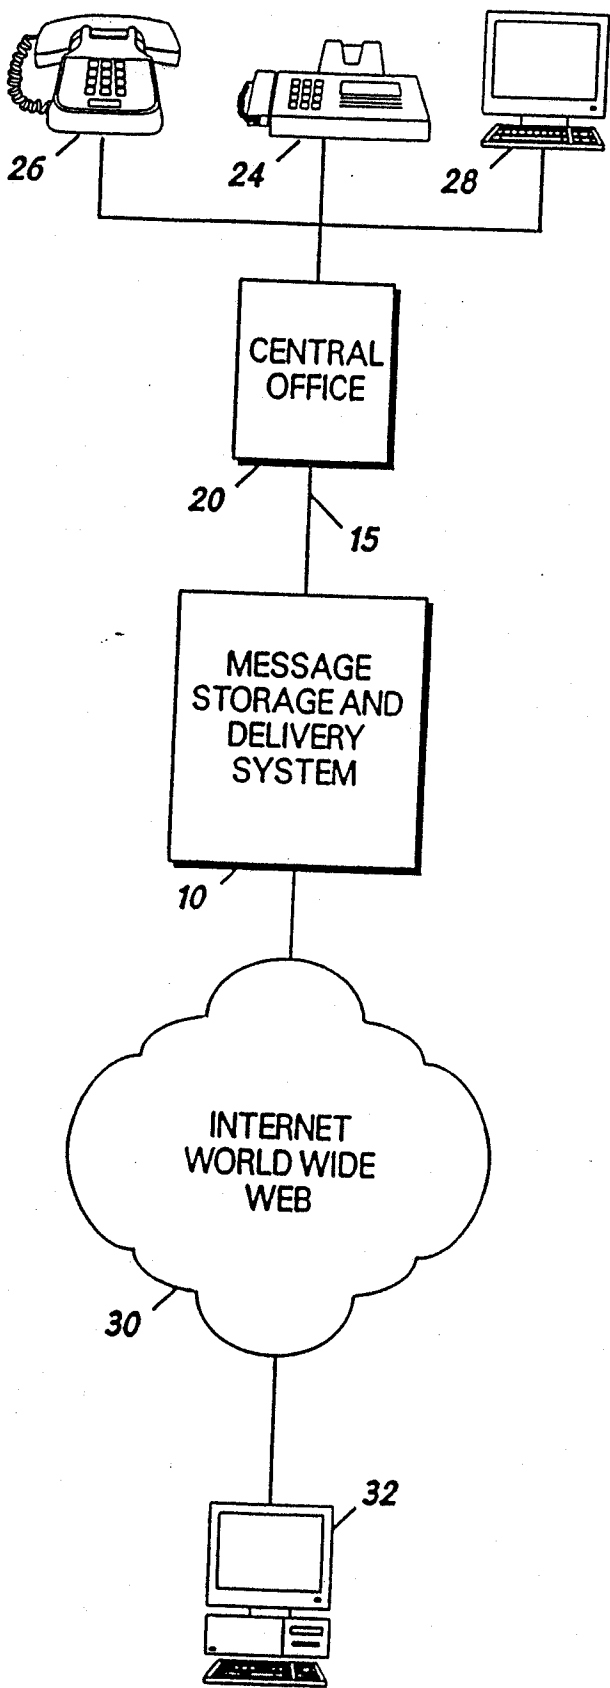 26
24
28
CENTRAL
OFFICE
20
15
MESSAGE
STORAGE AND
DELIVERY
SYSTEM
10
INTERNET
WORLD WIDE
WEB
30
32